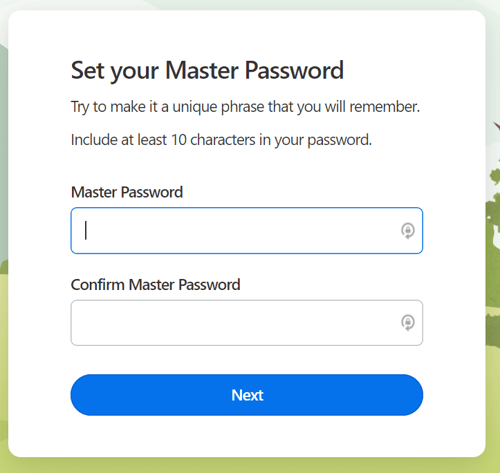 Set your Master Password
Try to make it a unique phrase that you will remember.
Include at least 10 characters in your password.
Master Password
Confirm Master Password
Next